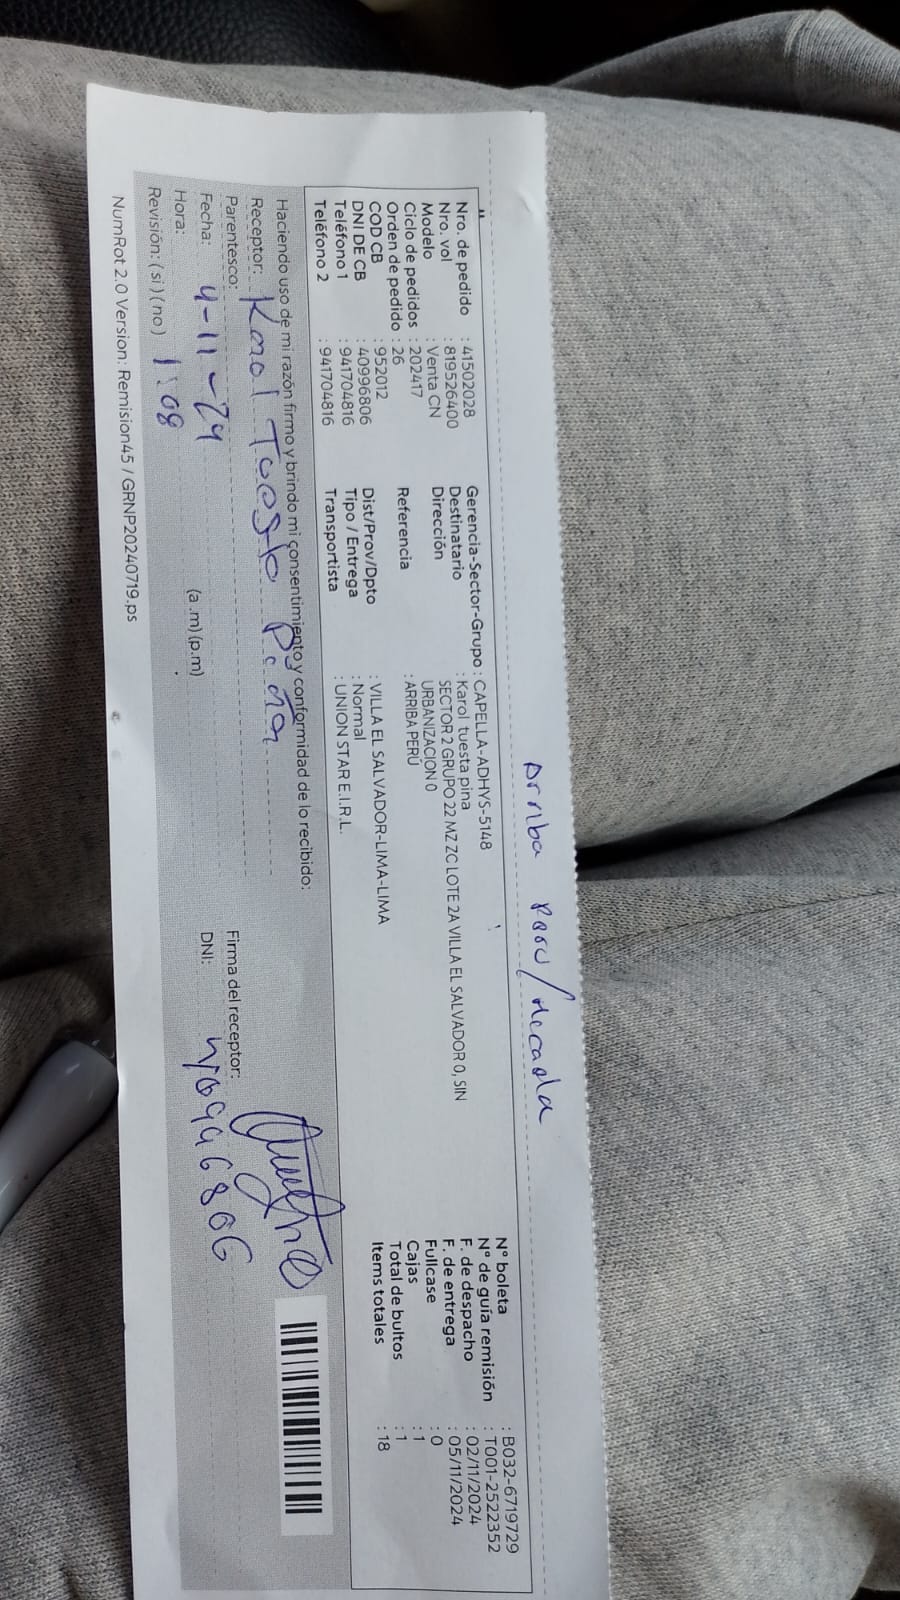 Arriba Perú / Mecaola
Nro. de pedido : 41502028
Nro. vol : 819526400
Modelo : Venta CN
Ciclo de pedidos : 202417
Orden de pedido : 26
COD CB : 952012
DNI DE CB : 40996806
Teléfono 1 : 941704816
Teléfono 2 : 941704816
Gerencia-Sector-Grupo : CAPELLA-ADHVS-5148
Destinatario : Karol tuesta pina
Dirección SECTOR 2 GRUPO 22 MZ ZC LOTE 2A VILLA EL SALVADOR 0, SIN
URBANIZACION 0
Referencia : ARRIBA PERÚ
Dist/Prov/Dpto : VILLA EL SALVADOR-LIMA-LIMA
Tipo / Entrega : Normal
Transportista : UNION STAR E.I.R.L.
N° boleta : B032-6719729
N° de guía remisión : T001-2522352
F. de despacho : 02/11/2024
F. de entrega : 05/11/2024
Fullcase : 0
Cajas : 1
Total de bultos : 1
Items totales : 18
Haciendo uso de mi razón firmo y brindo mi consentimiento y conformidad de lo recibido:
Receptor: Karol Tuesta Piña
Parentesco:
Fecha: 4-11-24
Hora: 1:08 (a.m) (p.m)
Revisión: (si) (no)
Firma del receptor:
DNI: 40996806
NumRot 2.0 Version: Remision45 / GRNP20240719.ps